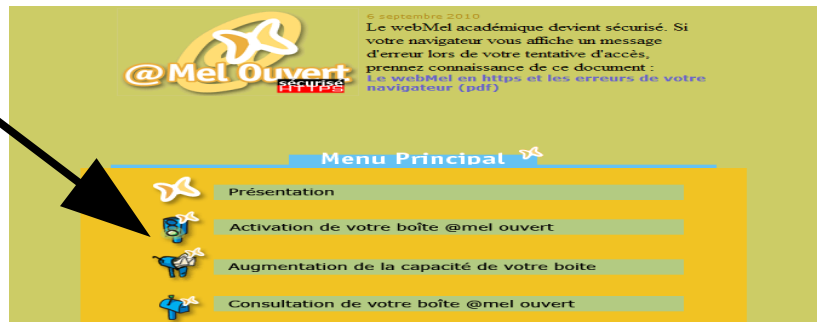 6 septembre 2010
Le webMel académique devient sécurisé. Si
votre navigateur vous affiche un message
d'erreur lors de votre tentative d'accès,
prennez connaissance de ce document :
Le webMel en https et les erreurs de votre
navigateur (pdf)
@Mel Ouvert
sécurisé
HTTPS
Menu Principal
Présentation
Activation de votre boîte @mel ouvert
Augmentation de la capacité de votre boite
Consultation de votre boîte @mel ouvert